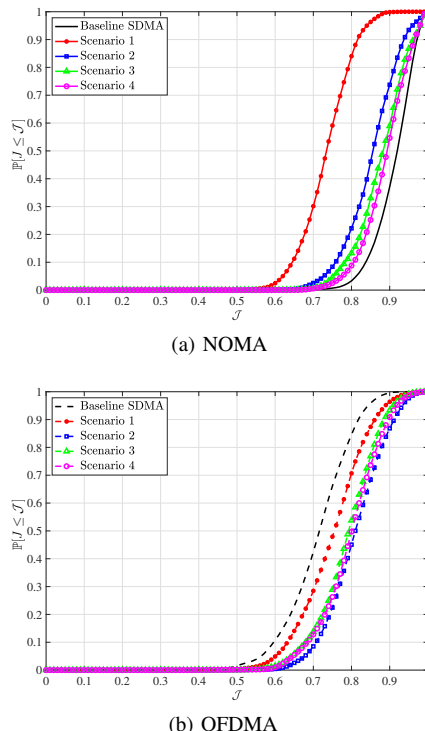 1
0.9
0.8
0.7
0.6
0.5
0.4
0.3
0.2
0.1
0
ℙ[J ≤ 𝒥]
Baseline SDMA
Scenario 1
Scenario 2
Scenario 3
Scenario 4
0 0.1 0.2 0.3 0.4 0.5 0.6 0.7 0.8 0.9
𝒥
(a) NOMA
1
0.9
0.8
0.7
0.6
0.5
0.4
0.3
0.2
0.1
0
ℙ[J ≤ 𝒥]
Baseline SDMA
Scenario 1
Scenario 2
Scenario 3
Scenario 4
0 0.1 0.2 0.3 0.4 0.5 0.6 0.7 0.8 0.9
𝒥
(b) OFDMA